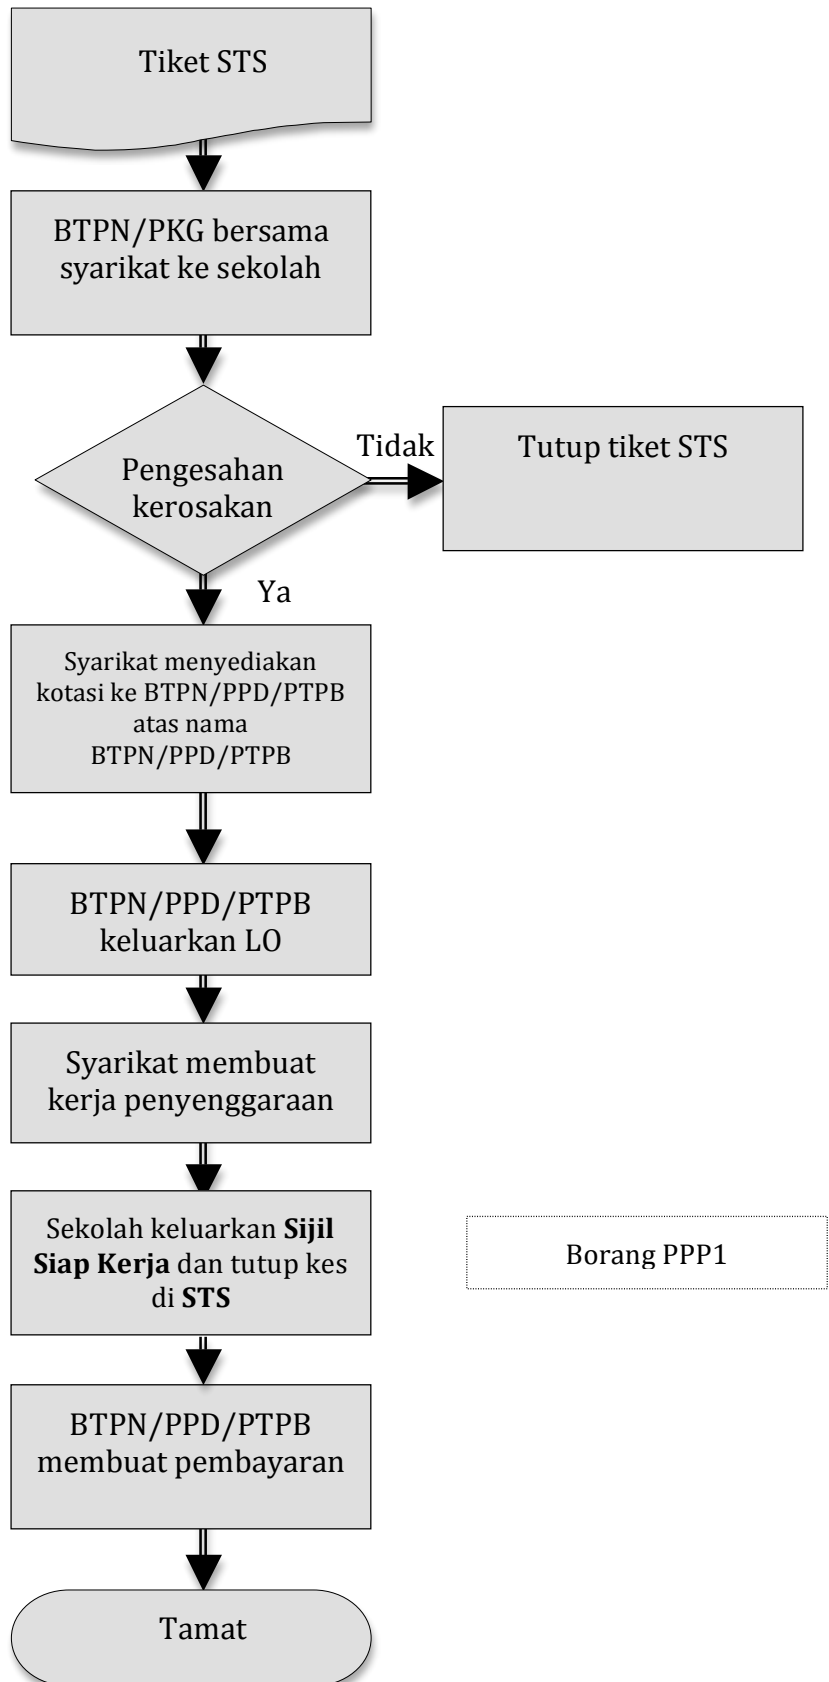 Tiket STS
BTPN/PKG bersama
syarikat ke sekolah
Pengesahan
kerosakan
Tidak
Tutup tiket STS
Ya
Syarikat menyediakan
kotasi ke BTPN/PPD/PTPB
atas nama
BTPN/PPD/PTPB
BTPN/PPD/PTPB
keluarkan LO
Syarikat membuat
kerja penyenggaraan
Sekolah keluarkan Sijil
Siap Kerja dan tutup kes
di STS
Borang PPP1
BTPN/PPD/PTPB
membuat pembayaran
Tamat